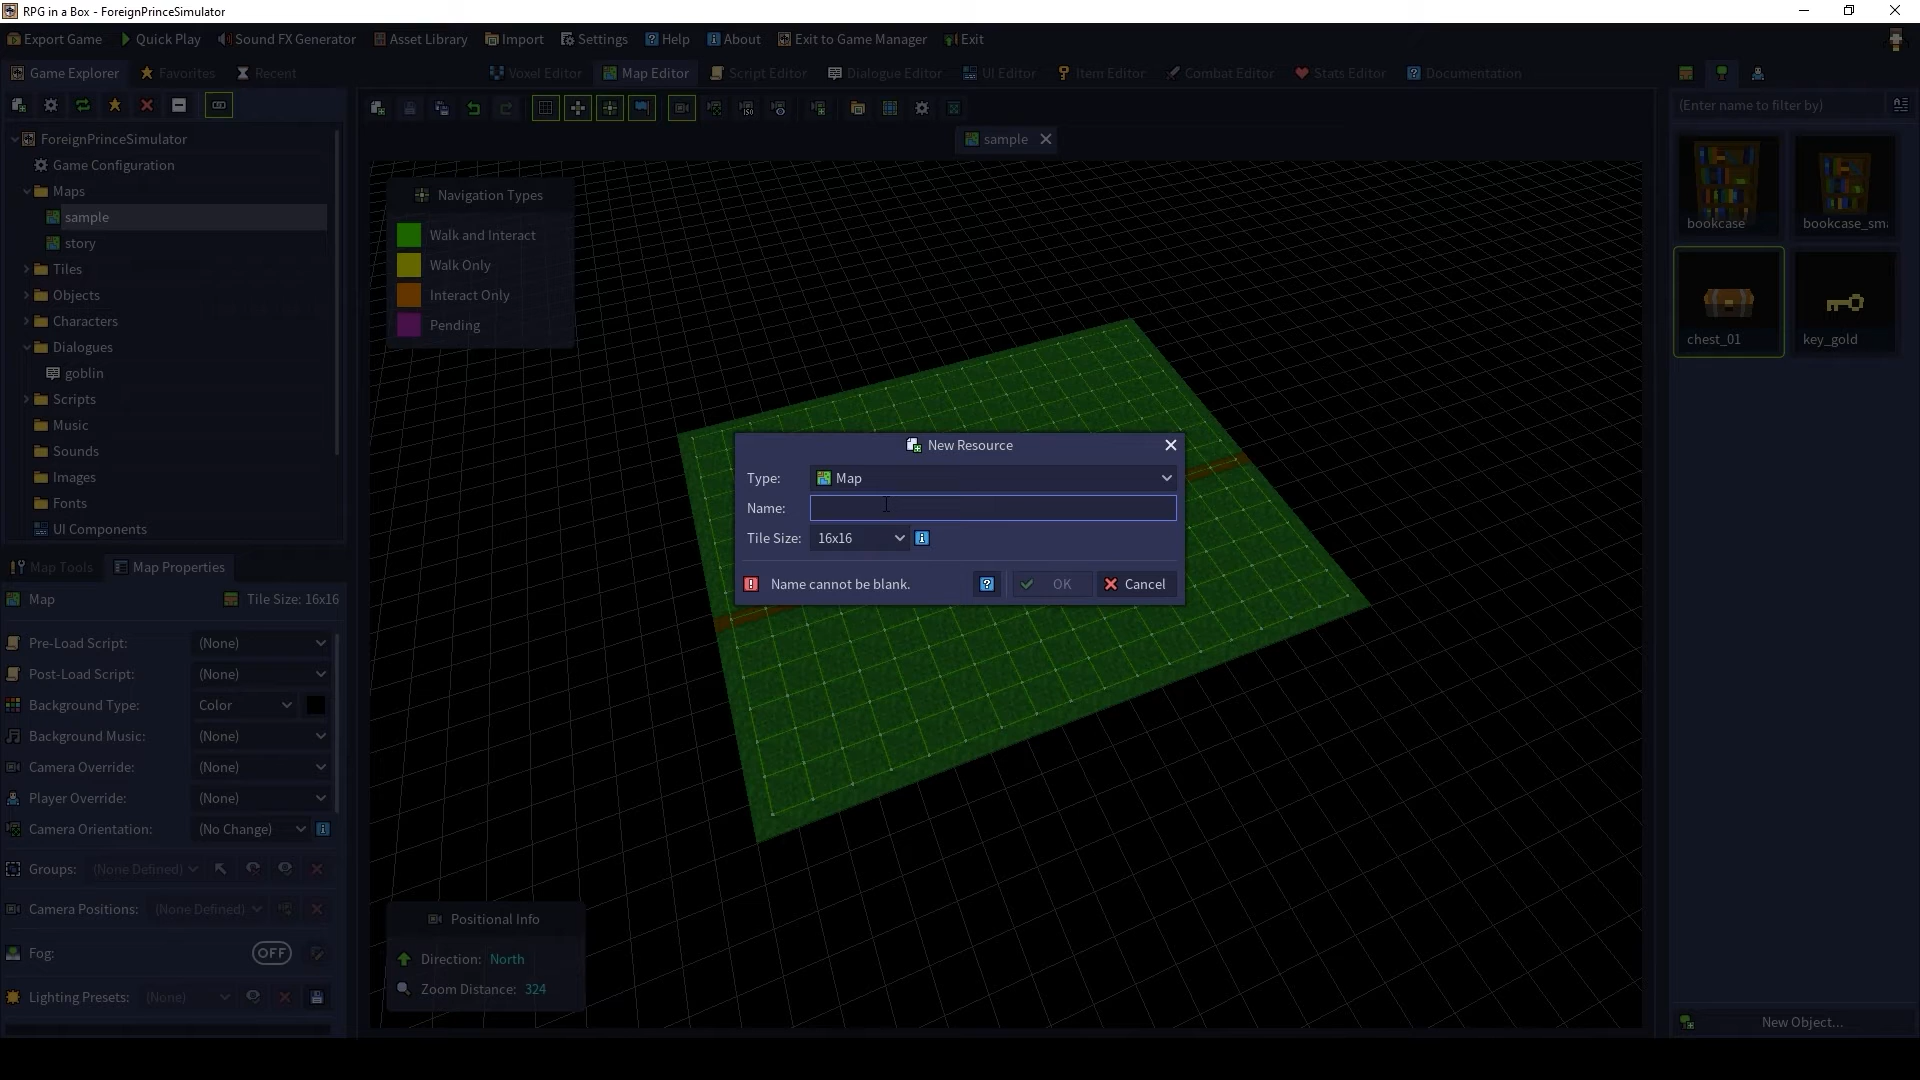 RPG in a Box - ForeignPrinceSimulator
Export Game Quick Play Sound FX Generator Asset Library Import Settings Help About Exit to Game Manager Exit
Game Explorer Favorites Recent Voxel Editor Map Editor Script Editor Dialogue Editor UI Editor Item Editor Combat Editor Stats Editor Documentation
(Enter name to filter by)
sample
ForeignPrinceSimulator
Game Configuration
Maps
sample
story
Tiles
Objects
Characters
Dialogues
goblin
Scripts
Music
Sounds
Images
Fonts
UI Components
Navigation Types
Walk and Interact
Walk Only
Interact Only
Pending
bookcase bookcase_sma
chest_01 key_gold
New Resource
Type: Map
Name:
Tile Size: 16x16
Name cannot be blank. OK Cancel
Map Tools Map Properties
Map Tile Size: 16x16
Pre-Load Script: (None)
Post-Load Script: (None)
Background Type: Color
Background Music: (None)
Camera Override: (None)
Player Override: (None)
Camera Orientation: (No Change)
Groups: (None Defined)
Camera Positions: (None Defined)
Fog: OFF
Lighting Presets: (None)
Positional Info
Direction: North
Zoom Distance: 324
New Object...